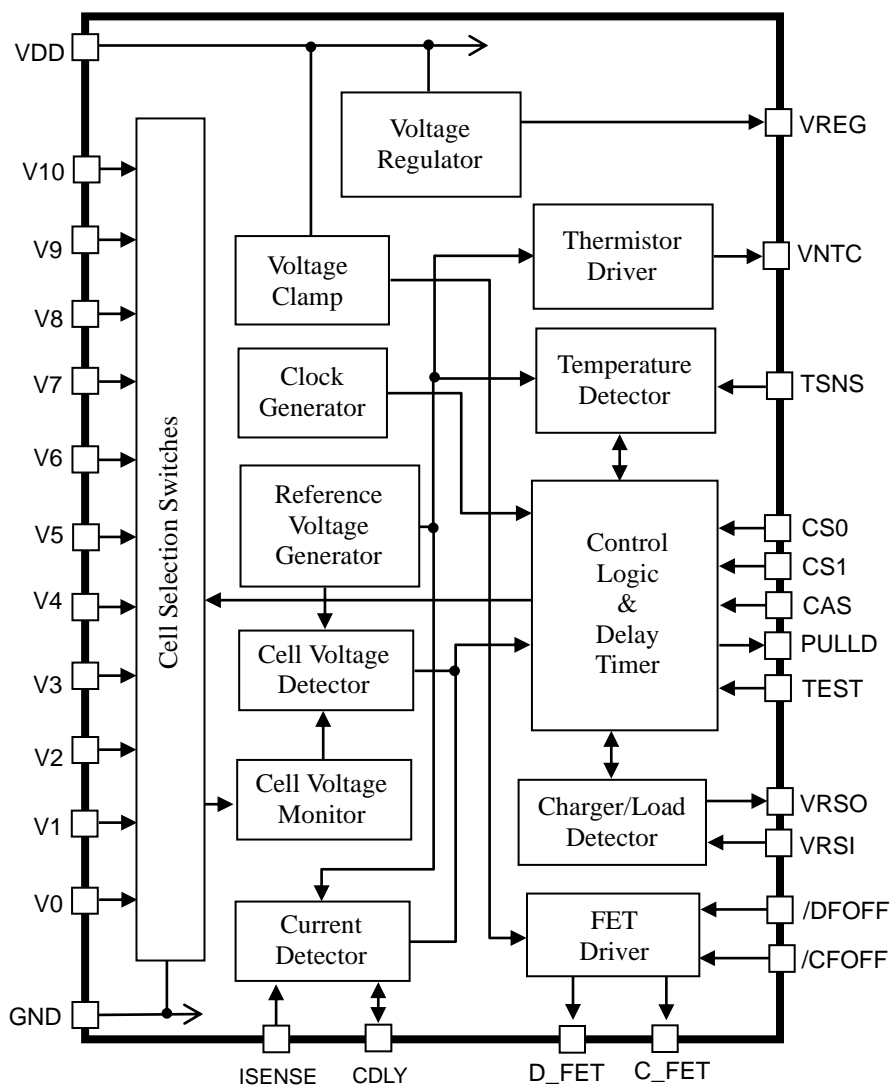 VDD
V10
V9
V8
V7
V6
V5
V4
V3
V2
V1
V0
GND
Cell Selection Switches
Voltage
Regulator
Voltage
Clamp
Clock
Generator
Reference
Voltage
Generator
Cell Voltage
Detector
Cell Voltage
Monitor
Current
Detector
Thermistor
Driver
Temperature
Detector
Control
Logic
&
Delay
Timer
Charger/Load
Detector
FET
Driver
VREG
VNTC
TSNS
CS0
CS1
CAS
PULLD
TEST
VRSO
VRSI
/DFOFF
/CFOFF
ISENSE
CDLY
D_FET
C_FET